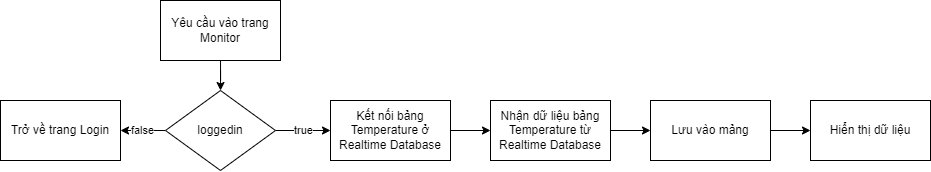 Yêu cầu vào trang
Monitor
Trở về trang Login
false
loggedin
true
Kết nối bảng
Temperature ở
Realtime Database
Nhận dữ liệu bảng
Temperature từ
Realtime Database
Lưu vào mảng
Hiển thị dữ liệu